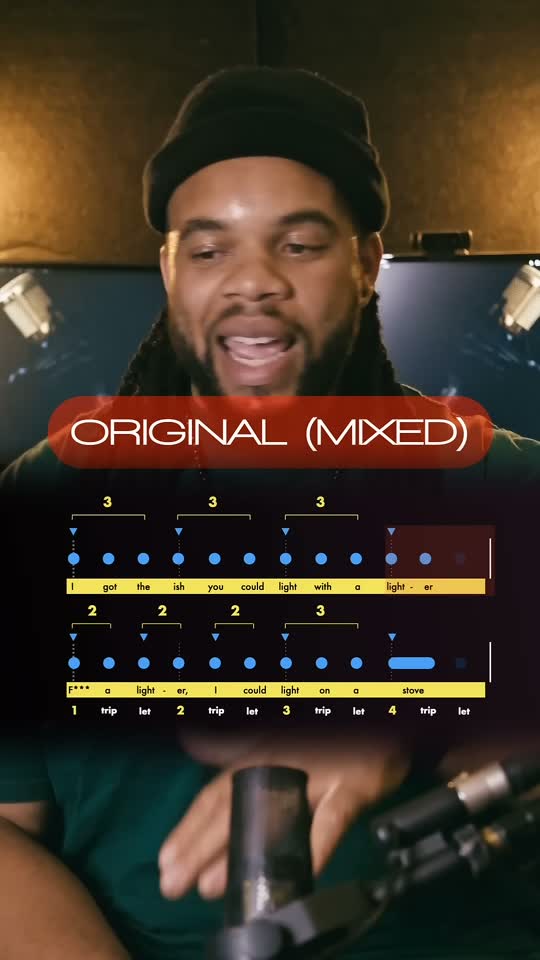 ORIGINAL (MIXED)
3 3 3
I got the ish you could light with a light - er
2 2 2 3
F*** a light - er, I could light on a stove
1 trip let 2 trip let 3 trip let 4 trip let